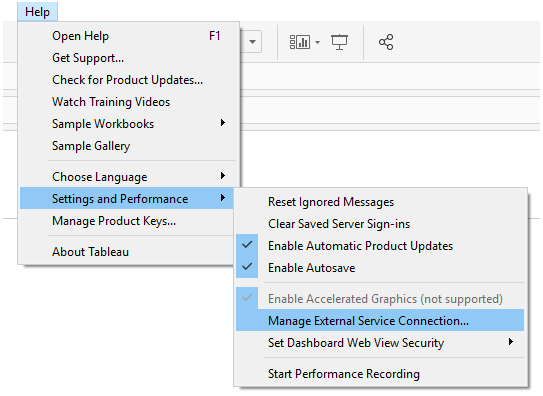 Help
Open Help F1
Get Support...
Check for Product Updates...
Watch Training Videos
Sample Workbooks
Sample Gallery
Choose Language
Settings and Performance
Manage Product Keys...
About Tableau
Reset Ignored Messages
Clear Saved Server Sign-ins
Enable Automatic Product Updates
Enable Autosave
Enable Accelerated Graphics (not supported)
Manage External Service Connection...
Set Dashboard Web View Security
Start Performance Recording